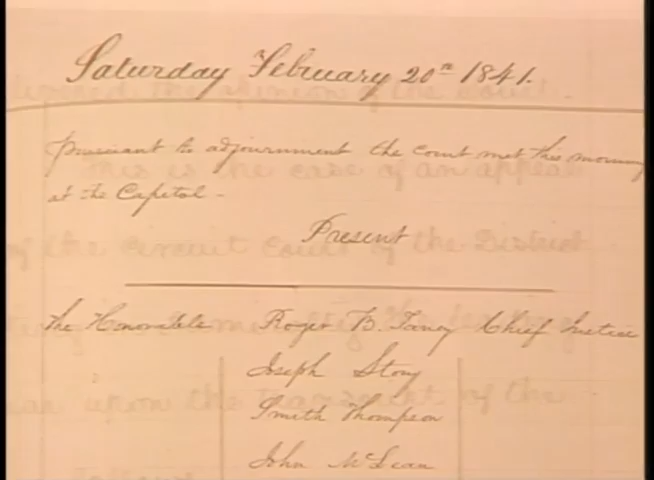 Saturday February 20th 1841.
Pursuant to adjournment the court met this morning
at the Capitol -
Present
The Honorable Roger B. Taney Chief Justice
Joseph Story
Smith Thompson
John McLean